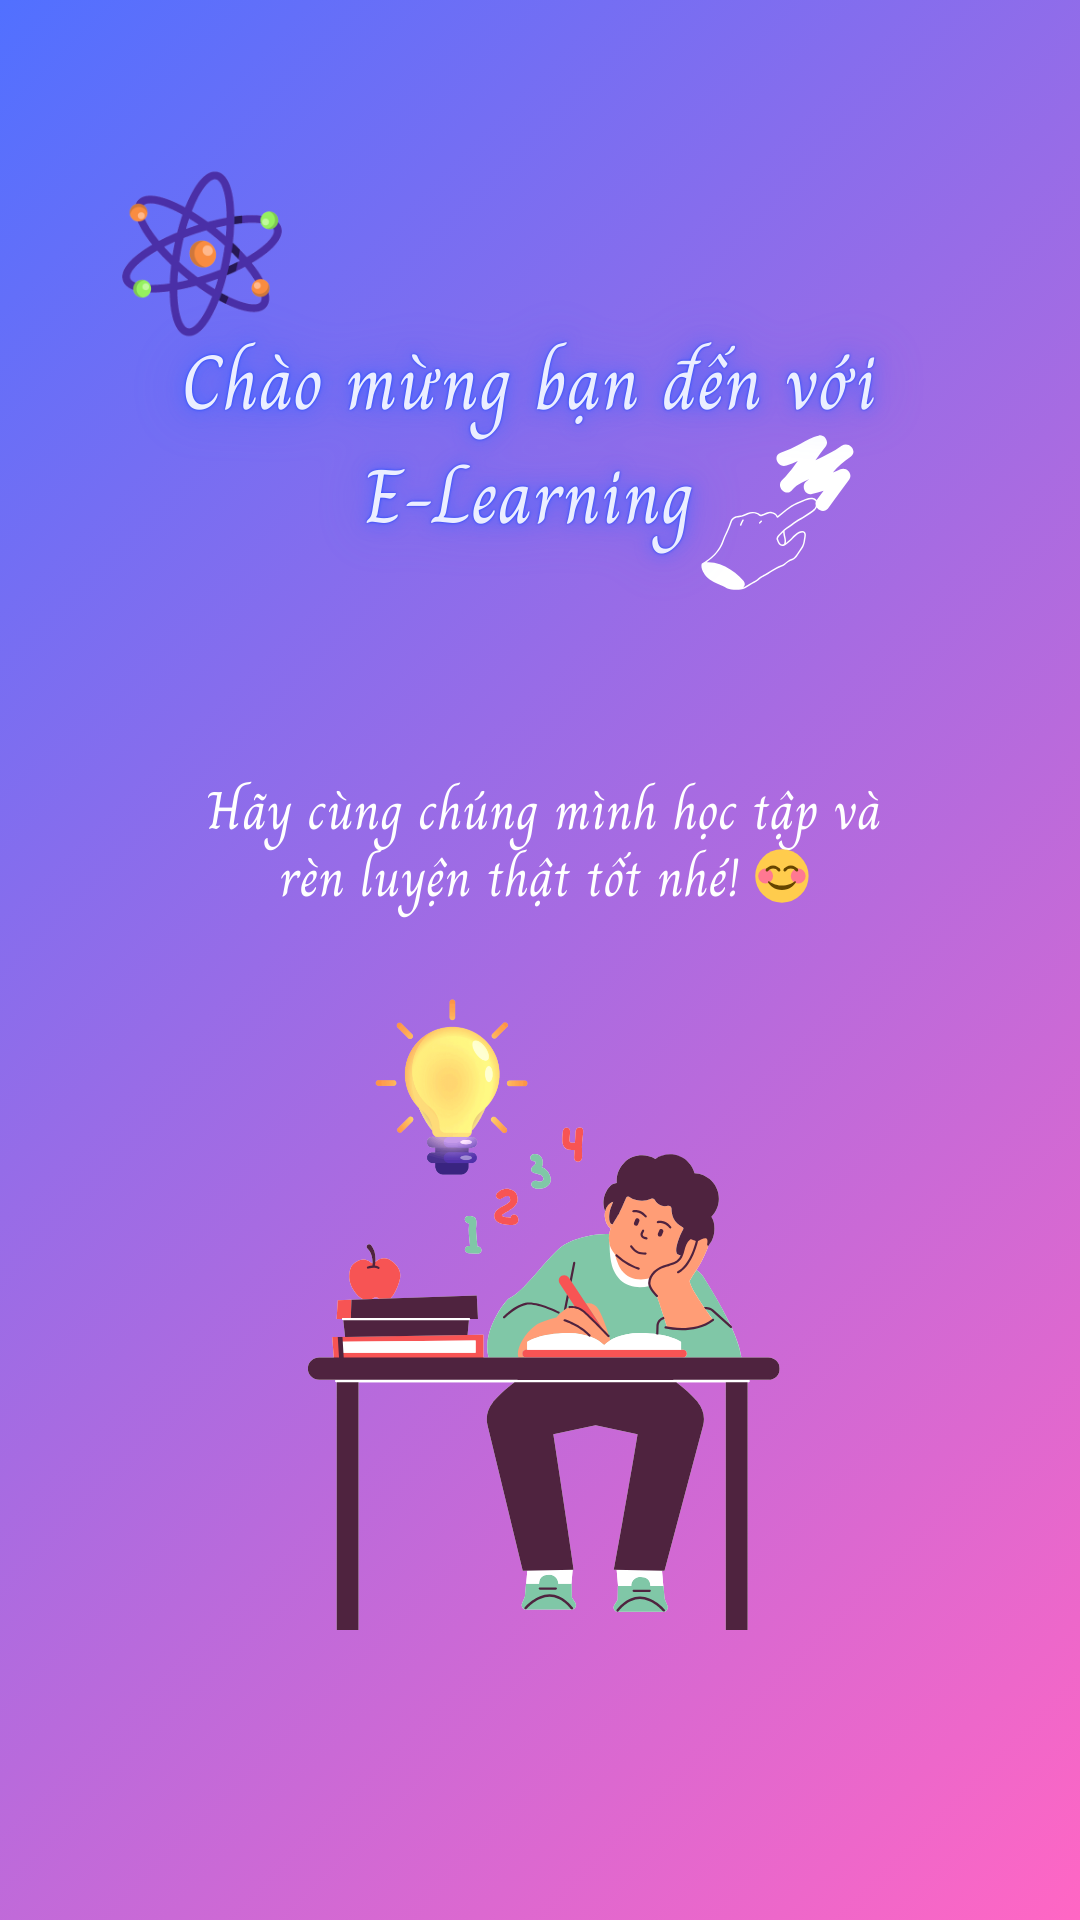 Chào mừng bạn đến với
E-Learning
Hãy cùng chúng mình học tập và
rèn luyện thật tốt nhé! 😊
4
3
2
1